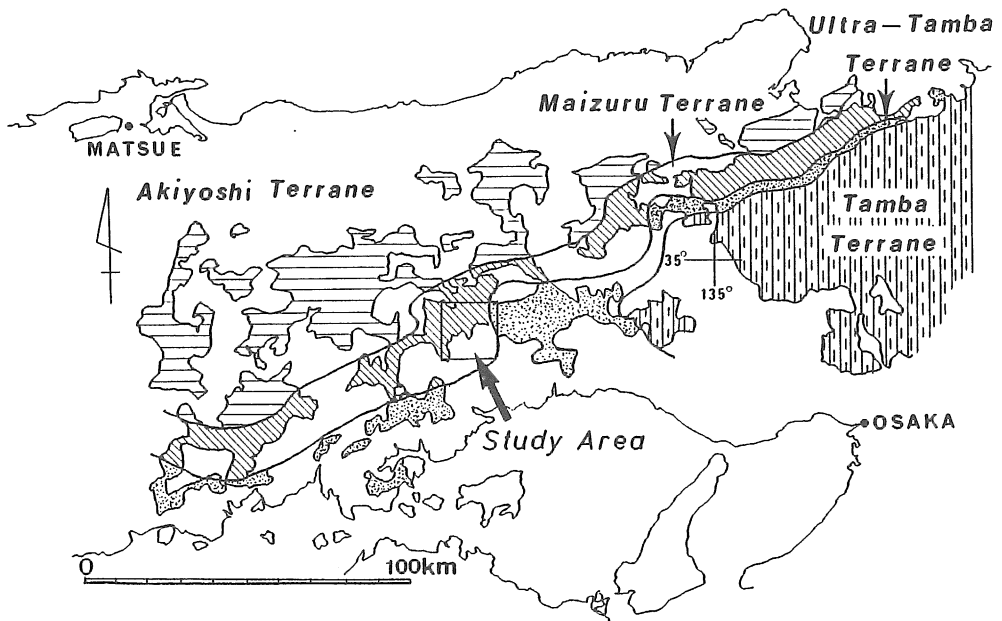 Ultra–Tamba
Terrane
Maizuru Terrane
MATSUE
Akiyoshi Terrane
Tamba
Terrane
35°
135°
OSAKA
Study Area
0 100km